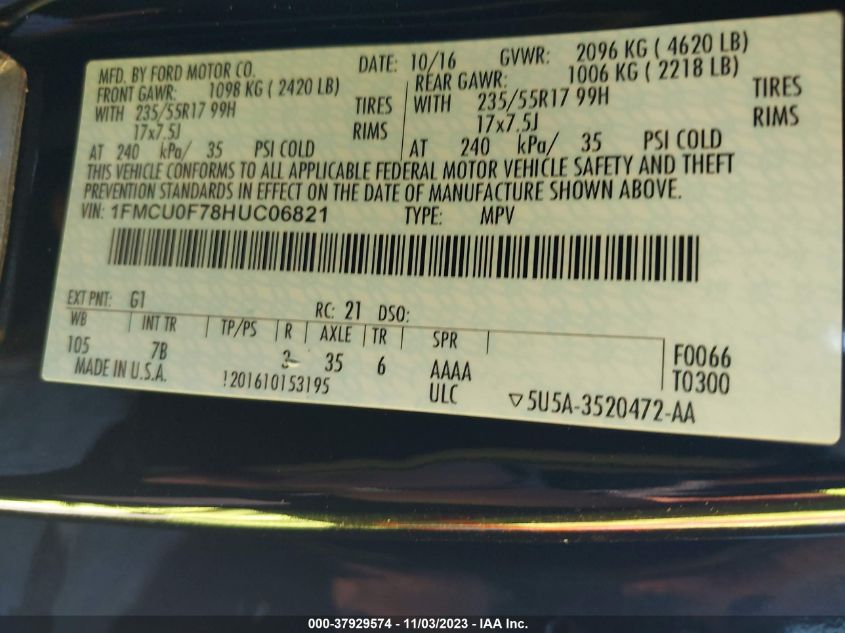 MFD. BY FORD MOTOR CO. DATE: 10/16 GVWR: 2096 KG ( 4620 LB)
FRONT GAWR: 1098 KG ( 2420 LB) REAR GAWR: 1006 KG ( 2218 LB)
WITH 235/55R17 99H TIRES WITH 235/55R17 99H TIRES
17x7.5J RIMS 17x7.5J RIMS
AT 240 kPa/ 35 PSI COLD AT 240 kPa/ 35 PSI COLD
THIS VEHICLE CONFORMS TO ALL APPLICABLE FEDERAL MOTOR VEHICLE SAFETY AND THEFT
PREVENTION STANDARDS IN EFFECT ON THE DATE OF MANUFACTURE SHOWN ABOVE.
VIN: 1FMCU0F78HUC06821 TYPE: MPV
EXT PNT: G1 RC: 21 DSO:
WB INT TR TP/PS R AXLE TR SPR
105 7B 3 35 6 AAAA F0066
MADE IN U.S.A. !201610153195 ULC T0300
▽5U5A-3520472-AA
000-37929574 - 11/03/2023 - IAA Inc.